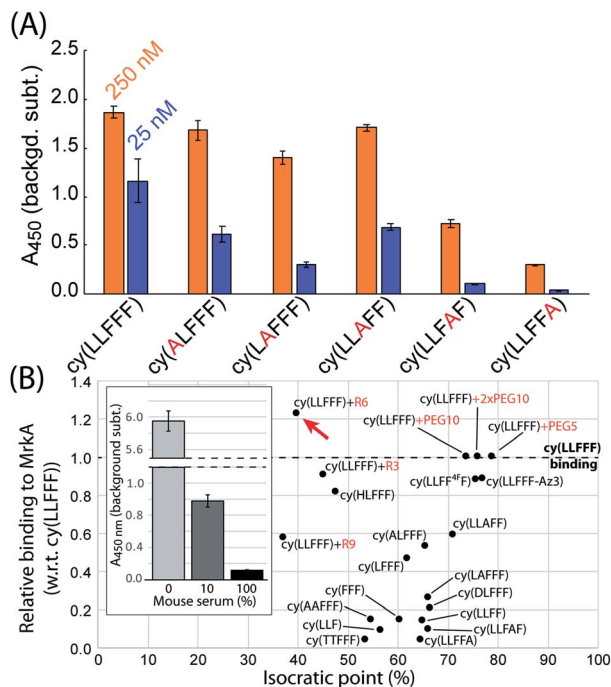 (A)
A450 (backgd. subt.)
2.5
2.0
1.5
1.0
0.5
0.0
250 nM
25 nM
cy(LLFFF)
cy(ALFFF)
cy(LAFFF)
cy(LLAFF)
cy(LLFAF)
cy(LLFFA)
(B)
Relative binding to MrkA
(w.r.t. cy(LLFFF))
1.4
1.2
1.0
0.8
0.6
0.4
0.2
0
A450 nm (background subt.)
6.0
5.6
1.2
0.8
0.4
0.0
0 10 100
Mouse serum (%)
cy(LLFFF)+R6
cy(LLFFF)+2xPEG10
cy(LLFFF)+PEG10
cy(LLFFF)+PEG5
cy(LLFFF)
binding
cy(LLFFF)+R3
cy(LLFF4FF)
cy(LLFFF-Az3)
cy(HLFFF)
cy(LLFFF)+R9
cy(ALFFF)
cy(LLAFF)
cy(LFFF)
cy(FFF)
cy(LAFFF)
cy(AAFFF)
cy(DLFFF)
cy(LLF)
cy(LLFF)
cy(TTFFF)
cy(LLFAF)
cy(LLFFA)
0 10 20 30 40 50 60 70 80 90 100
Isocratic point (%)